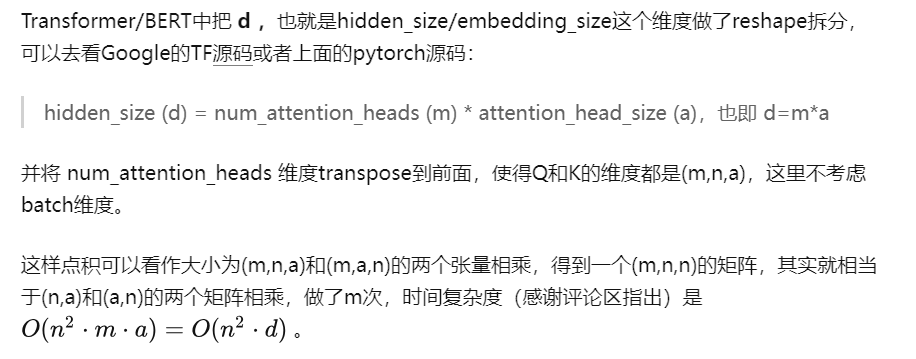 Transformer/BERT中把 d ，也就是hidden_size/embedding_size这个维度做了reshape拆分，
可以去看Google的TF源码或者上面的pytorch源码：
hidden_size (d) = num_attention_heads (m) * attention_head_size (a)，也即 d=m*a
并将 num_attention_heads 维度transpose到前面，使得Q和K的维度都是(m,n,a)，这里不考虑
batch维度。
这样点积可以看作大小为(m,n,a)和(m,a,n)的两个张量相乘，得到一个(m,n,n)的矩阵，其实就相当
于(n,a)和(a,n)的两个矩阵相乘，做了m次，时间复杂度（感谢评论区指出）是
O(n² · m · a) = O(n² · d) 。